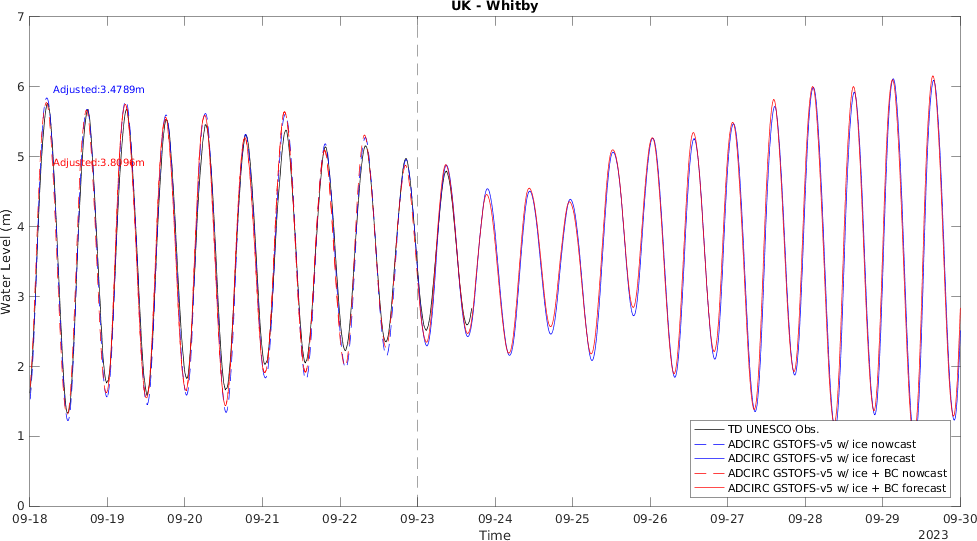 UK - Whitby
7
6
5
4
3
2
1
0
Water Level (m)
Adjusted:3.4789m
Adjusted:3.8096m
TD UNESCO Obs.
ADCIRC GSTOFS-v5 w/ ice nowcast
ADCIRC GSTOFS-v5 w/ ice forecast
ADCIRC GSTOFS-v5 w/ ice + BC nowcast
ADCIRC GSTOFS-v5 w/ ice + BC forecast
09-18 09-19 09-20 09-21 09-22 09-23 09-24 09-25 09-26 09-27 09-28 09-29 09-30
Time
2023